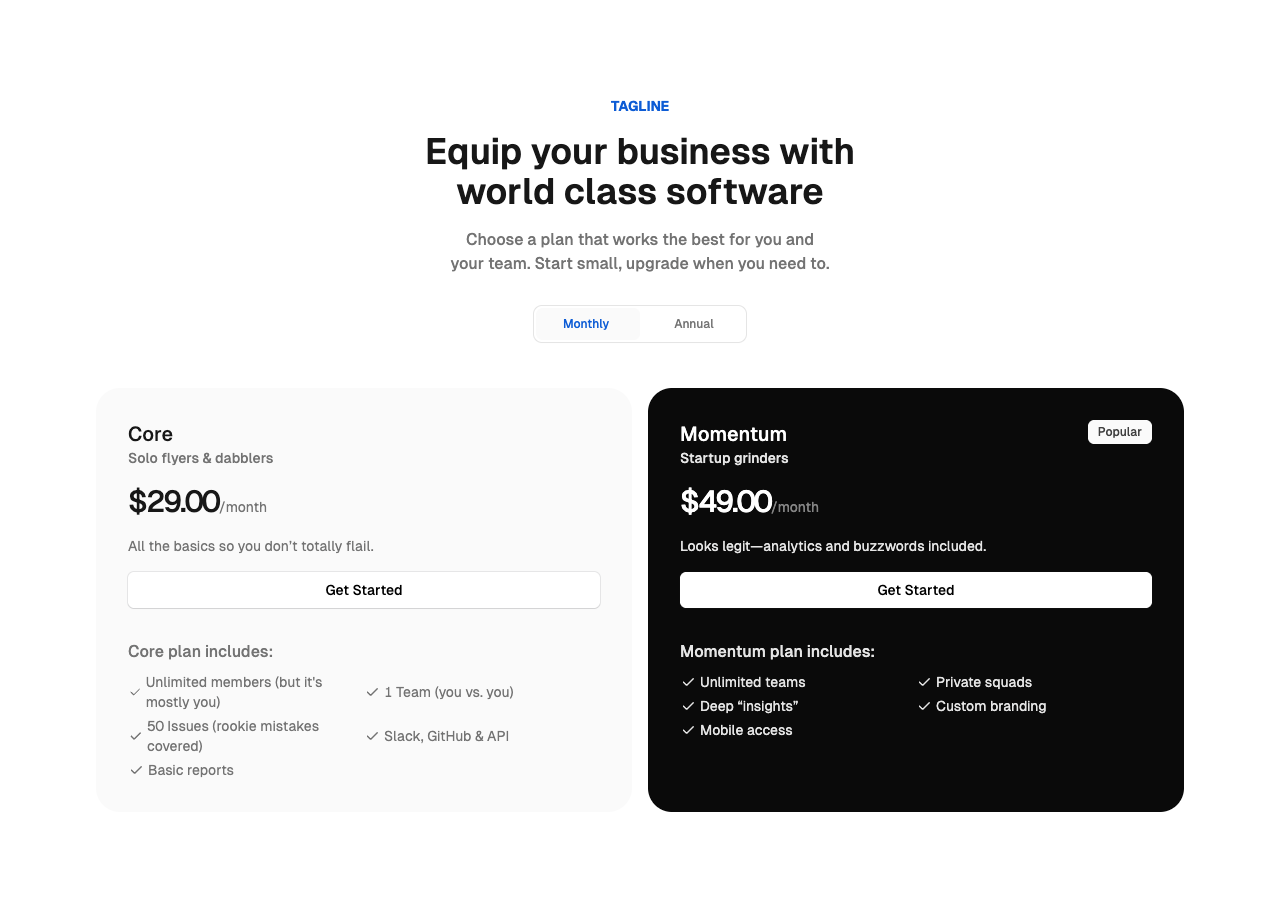 TAGLINE
Equip your business with
world class software
Choose a plan that works the best for you and
your team. Start small, upgrade when you need to.
Monthly
Annual
Core
Solo flyers & dabblers
$29.00/month
All the basics so you don’t totally flail.
Get Started
Core plan includes:
Unlimited members (but it's
mostly you)
1 Team (you vs. you)
50 Issues (rookie mistakes
covered)
Slack, GitHub & API
Basic reports
Momentum
Popular
Startup grinders
$49.00/month
Looks legit—analytics and buzzwords included.
Get Started
Momentum plan includes:
Unlimited teams
Private squads
Deep “insights”
Custom branding
Mobile access